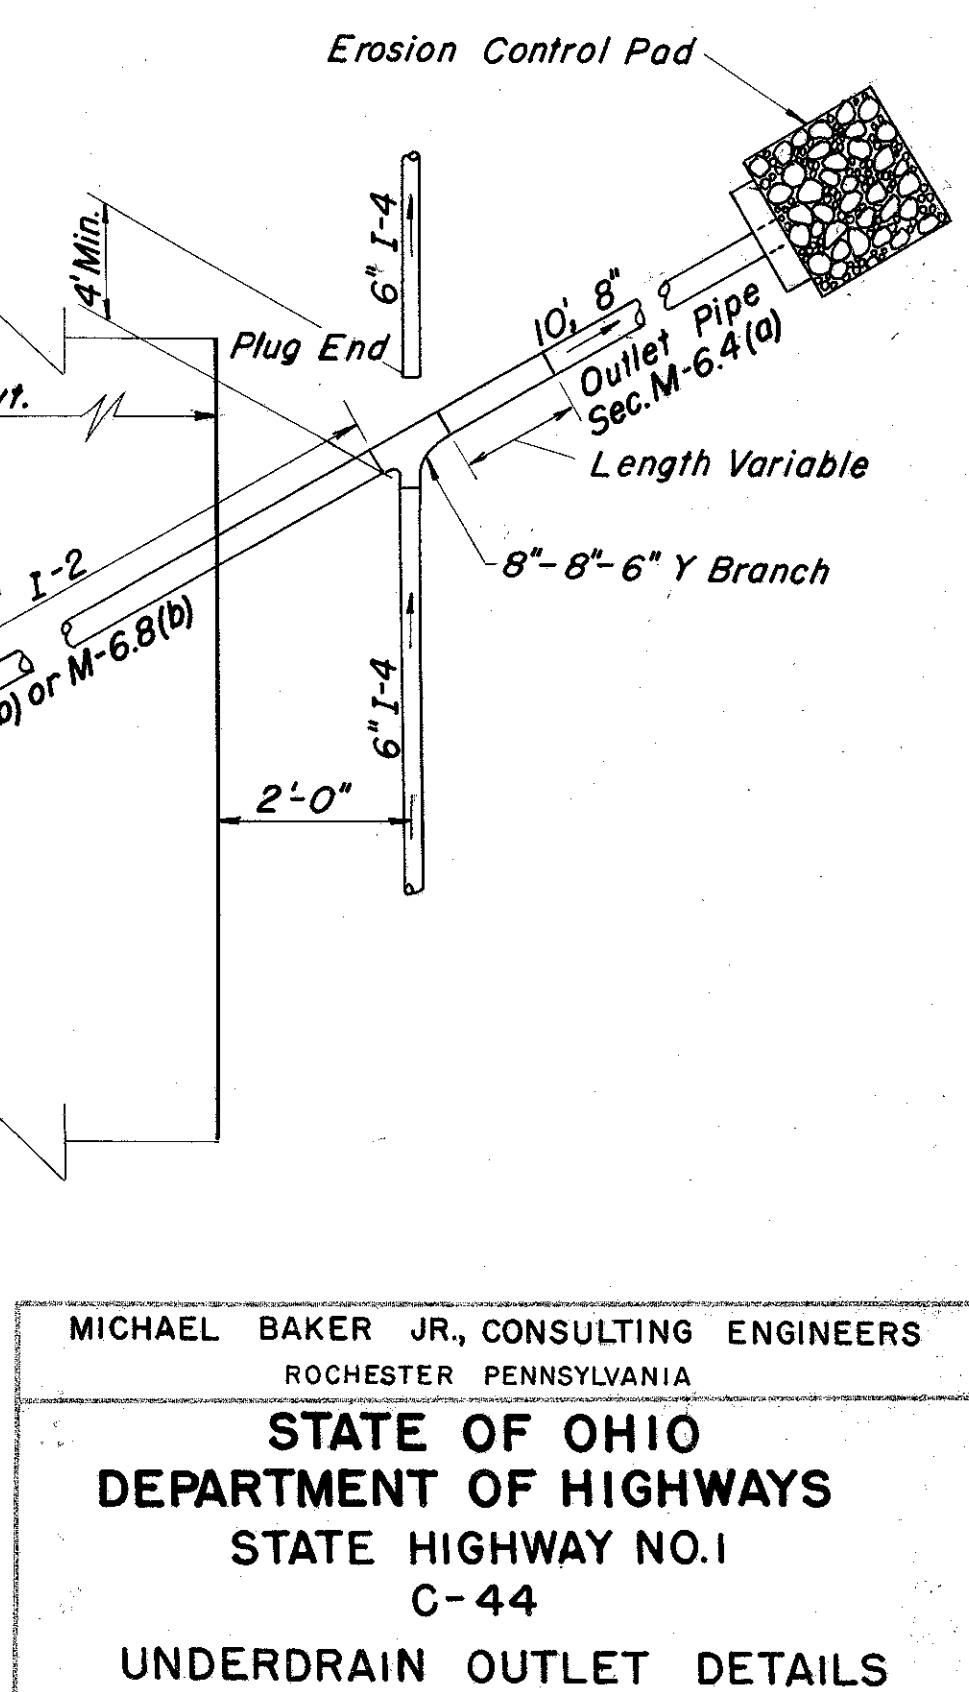 Erosion Control Pad
4' Min.
6" I-4
Plug End
10', 8"
Outlet Pipe
Sec. M-6.4(a)
Length Variable
8"-8"-6" Y Branch
I-2
or M-6.8(b)
6" I-4
2'-0"
MICHAEL BAKER JR., CONSULTING ENGINEERS
ROCHESTER PENNSYLVANIA
STATE OF OHIO
DEPARTMENT OF HIGHWAYS
STATE HIGHWAY NO.1
C-44
UNDERDRAIN OUTLET DETAILS